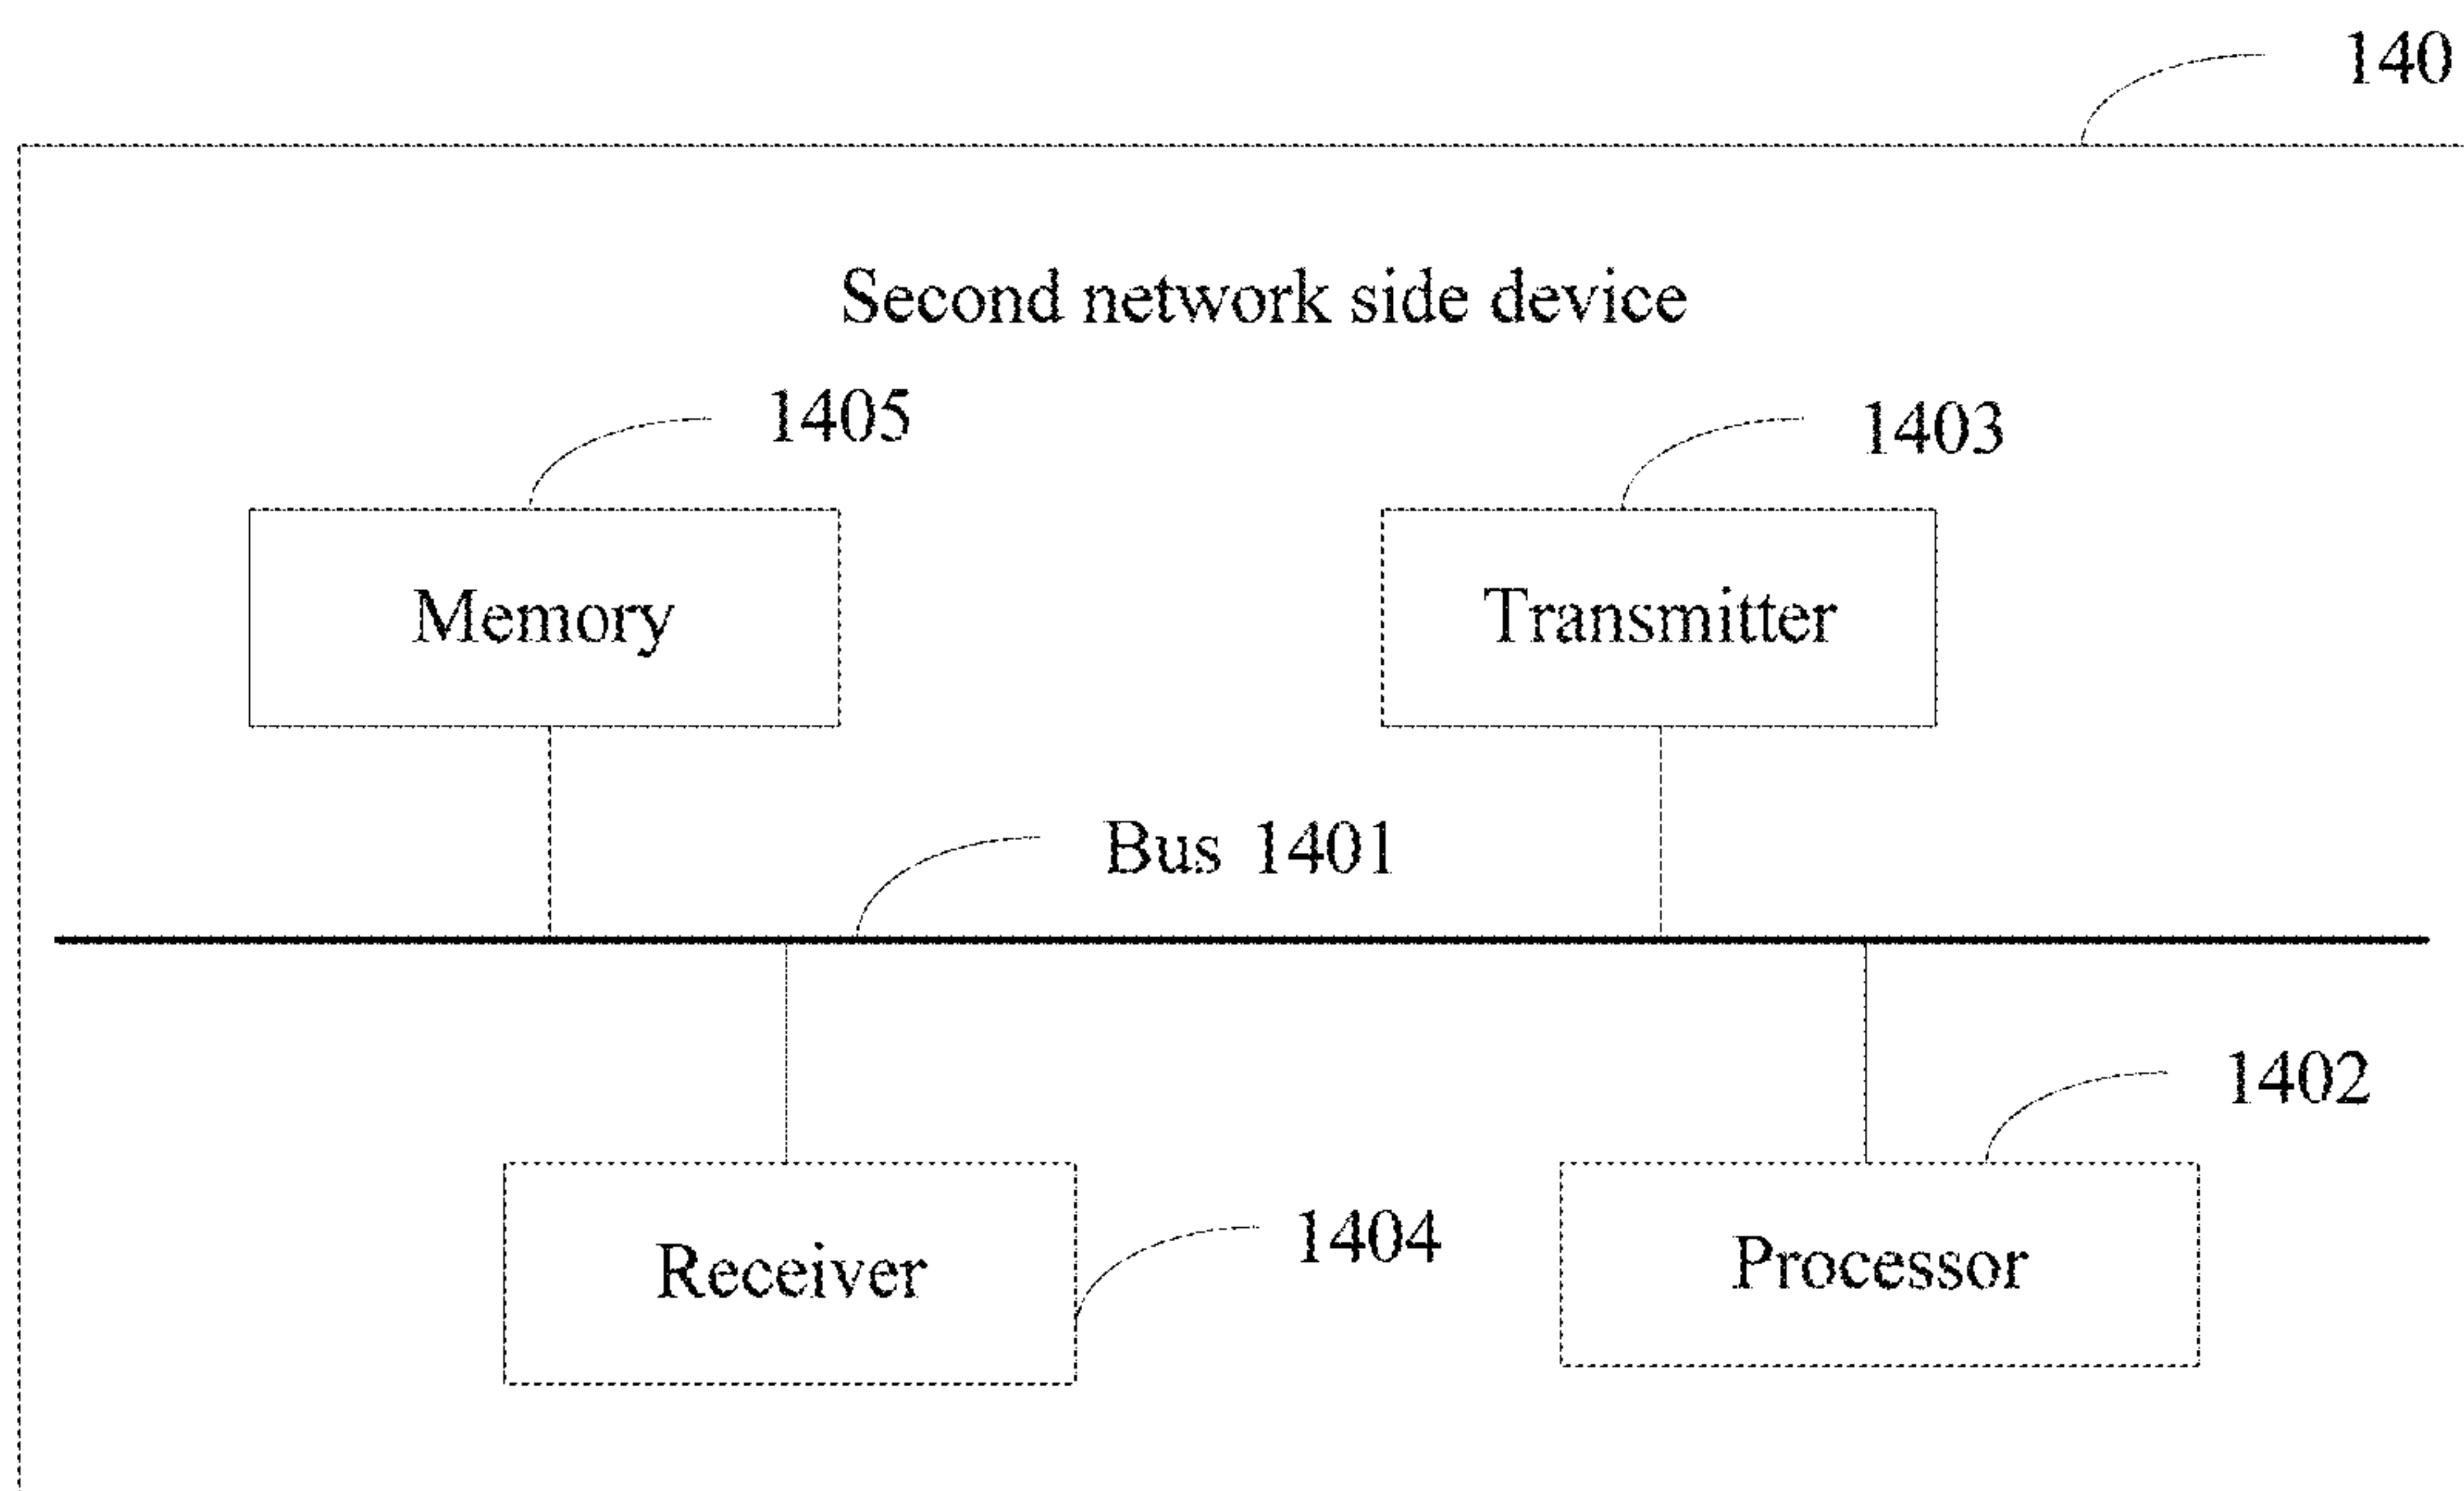 140
Second network side device
1405
1403
Memory
Transmitter
Bus 1401
1402
1404
Receiver
Processor